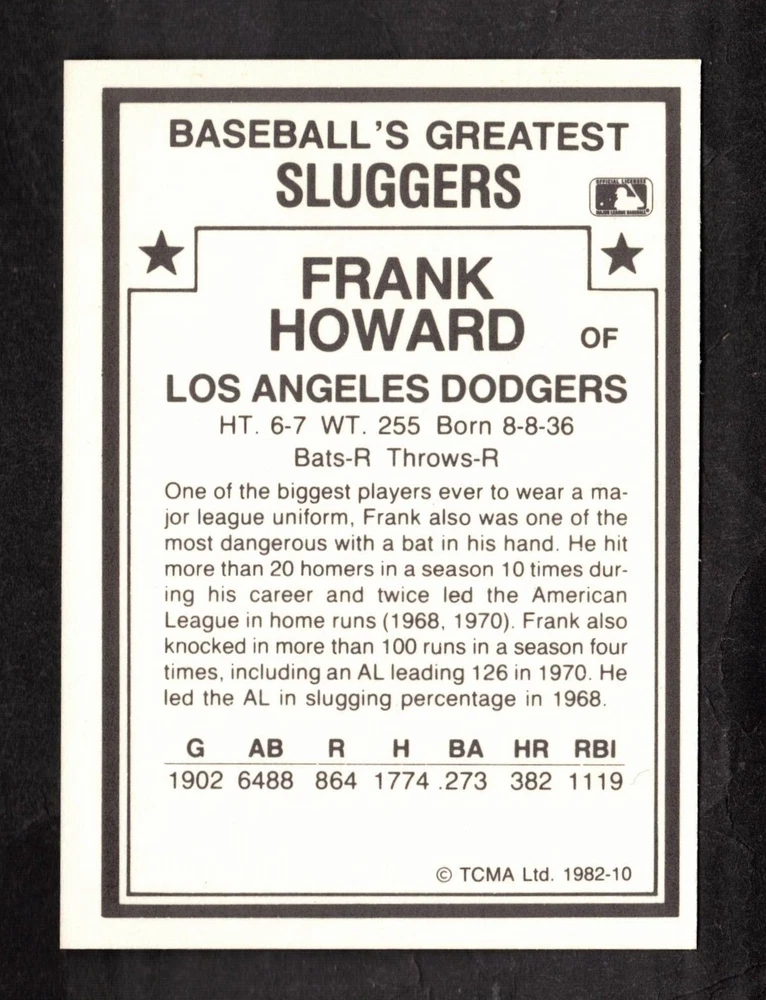 BASEBALL'S GREATEST
SLUGGERS
OFFICIAL LICENSEE
MAJOR LEAGUE BASEBALL
FRANK
HOWARD OF
LOS ANGELES DODGERS
HT. 6-7 WT. 255 Born 8-8-36
Bats-R Throws-R
One of the biggest players ever to wear a ma-
jor league uniform, Frank also was one of the
most dangerous with a bat in his hand. He hit
more than 20 homers in a season 10 times dur-
ing his career and twice led the American
League in home runs (1968, 1970). Frank also
knocked in more than 100 runs in a season four
times, including an AL leading 126 in 1970. He
led the AL in slugging percentage in 1968.
G AB R H BA HR RBI
1902 6488 864 1774 .273 382 1119
© TCMA Ltd. 1982-10